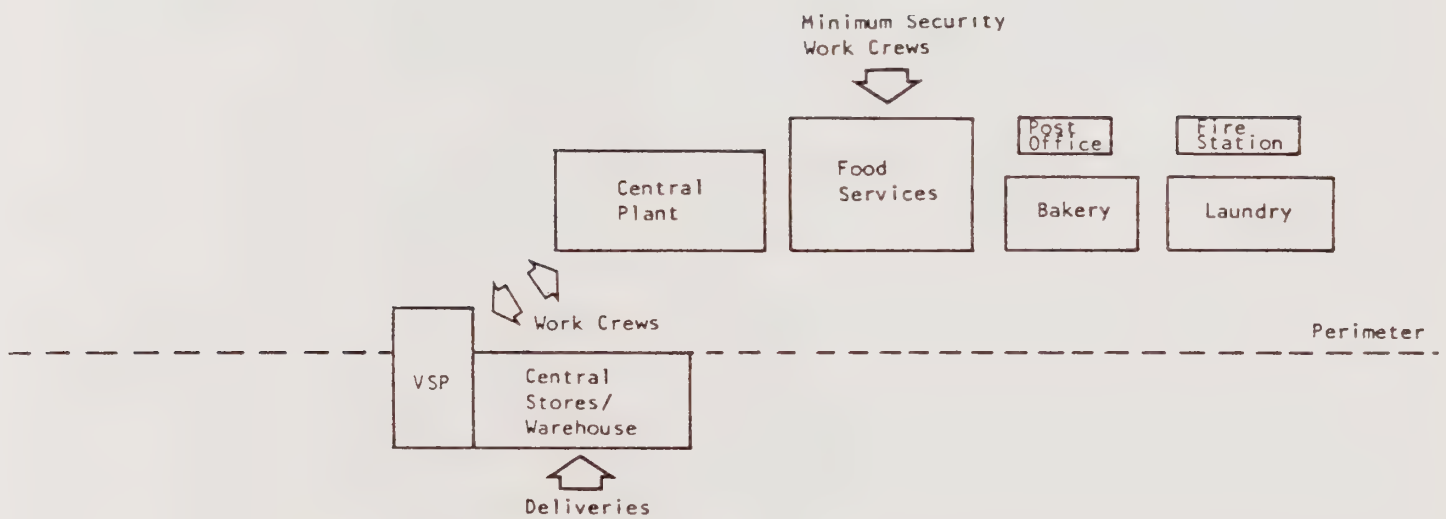 Minimum Security
Work Crews
Post
Office
Fire
Station
Food
Services
Central
Plant
Bakery
Laundry
Work Crews
Perimeter
VSP
Central
Stores/
Warehouse
Deliveries